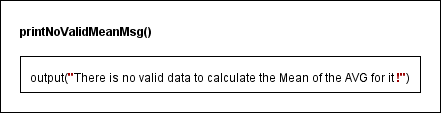 printNoValidMeanMsg()
output("There is no valid data to calculate the Mean of the AVG for it!")